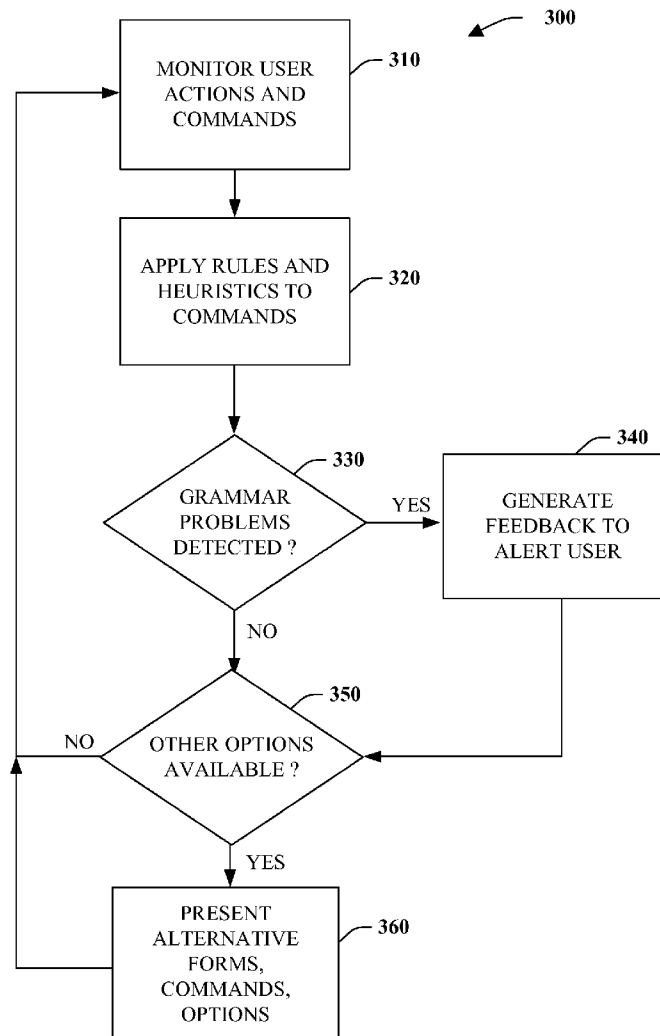 300
MONITOR USER
ACTIONS AND
COMMANDS
310
APPLY RULES AND
HEURISTICS TO
COMMANDS
320
GRAMMAR
PROBLEMS
DETECTED ?
330
YES
340
GENERATE
FEEDBACK TO
ALERT USER
NO
350
OTHER OPTIONS
AVAILABLE ?
NO
YES
PRESENT
ALTERNATIVE
FORMS,
COMMANDS,
OPTIONS
360